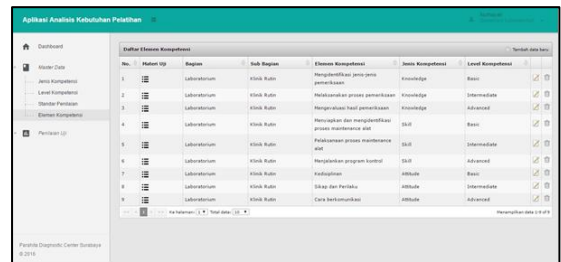 Aplikasi Analisis Kebutuhan Pelatihan
Dashboard
Master Data
Jenis Kompetensi
Level Kompetensi
Standar Penilaian
Elemen Kompetensi
Penilaian Uji
Parahita Diagnostic Center Surabaya
© 2016
Daftar Elemen Kompetensi
Tambah data baru
No. Materi Uji Bagian Sub Bagian Elemen Kompetensi Jenis Kompetensi Level Kompetensi
1 Laboratorium Klinik Rutin Mengidentifikasi jenis-jenis pemeriksaan Knowledge Basic
2 Laboratorium Klinik Rutin Melaksanakan proses pemeriksaan Knowledge Intermediate
3 Laboratorium Klinik Rutin Mengevaluasi hasil pemeriksaan Knowledge Advanced
4 Laboratorium Klinik Rutin Menyiapkan dan mengidentifikasi proses maintenance alat Skill Basic
5 Laboratorium Klinik Rutin Pelaksanaan proses maintenance alat Skill Intermediate
6 Laboratorium Klinik Rutin Menjalankan program kontrol Skill Advanced
7 Laboratorium Klinik Rutin Kedisiplinan Attitude Basic
8 Laboratorium Klinik Rutin Sikap dan Perilaku Attitude Intermediate
9 Laboratorium Klinik Rutin Cara berkomunikasi Attitude Advanced
1 Ke halaman: 1 Total data: 10 Menampilkan data 1-9 of 9